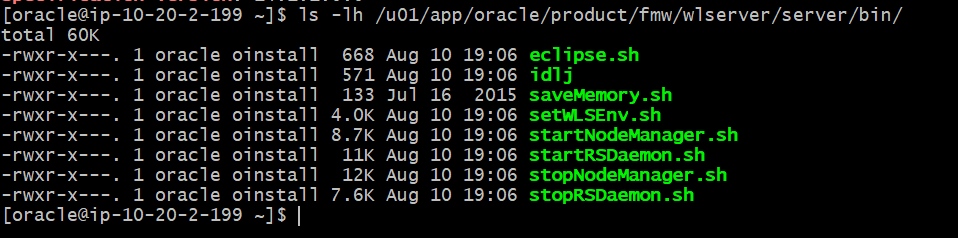 [oracle@ip-10-20-2-199 ~]$ ls -lh /u01/app/oracle/product/fmw/wlserver/server/bin/
total 60K
-rwxr-x---. 1 oracle oinstall  668 Aug 10 19:06 eclipse.sh
-rwxr-x---. 1 oracle oinstall  571 Aug 10 19:06 idlj
-rwxr-x---. 1 oracle oinstall  133 Jul 16  2015 saveMemory.sh
-rwxr-x---. 1 oracle oinstall 4.0K Aug 10 19:06 setWLSEnv.sh
-rwxr-x---. 1 oracle oinstall 8.7K Aug 10 19:06 startNodeManager.sh
-rwxr-x---. 1 oracle oinstall  11K Aug 10 19:06 startRSDaemon.sh
-rwxr-x---. 1 oracle oinstall  12K Aug 10 19:06 stopNodeManager.sh
-rwxr-x---. 1 oracle oinstall 7.6K Aug 10 19:06 stopRSDaemon.sh
[oracle@ip-10-20-2-199 ~]$